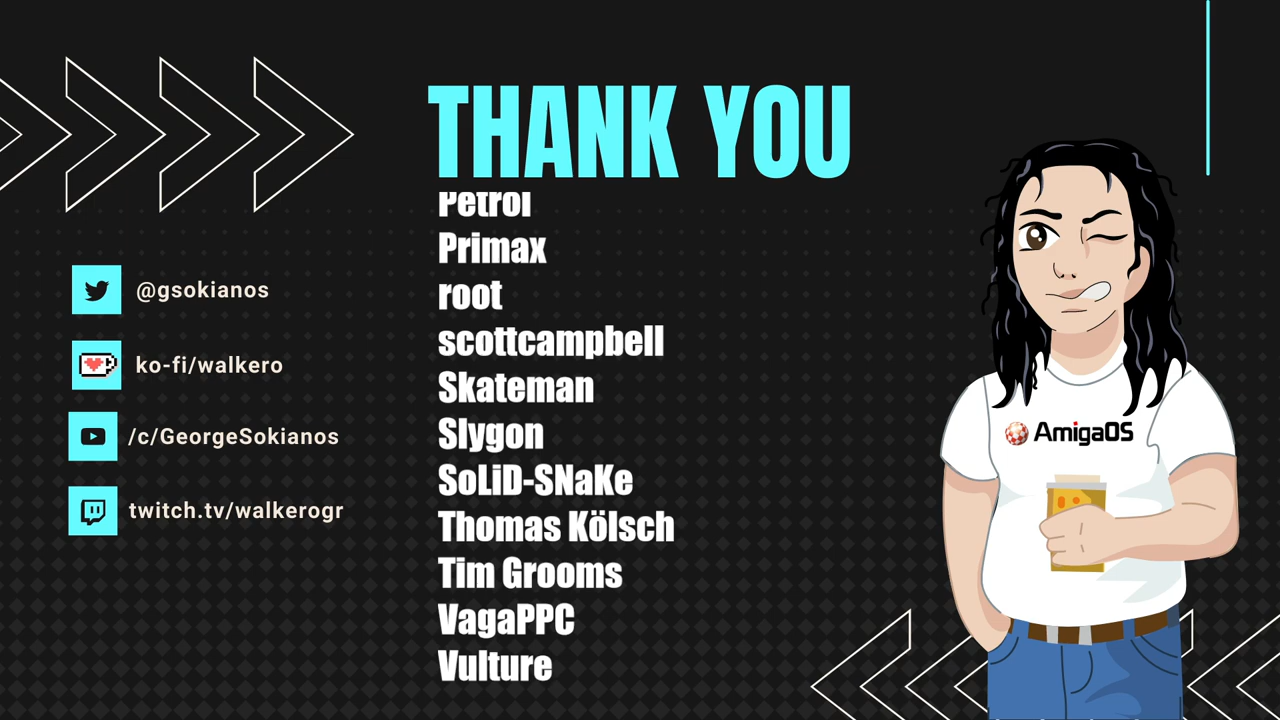 THANK YOU
Petrol
Primax
root
scottcampbell
Skateman
Slygon
SoLiD-SNaKe
Thomas Kölsch
Tim Grooms
VagaPPC
Vulture
@gsokianos
ko-fi/walkero
/c/GeorgeSokianos
twitch.tv/walkerogr
AmigaOS